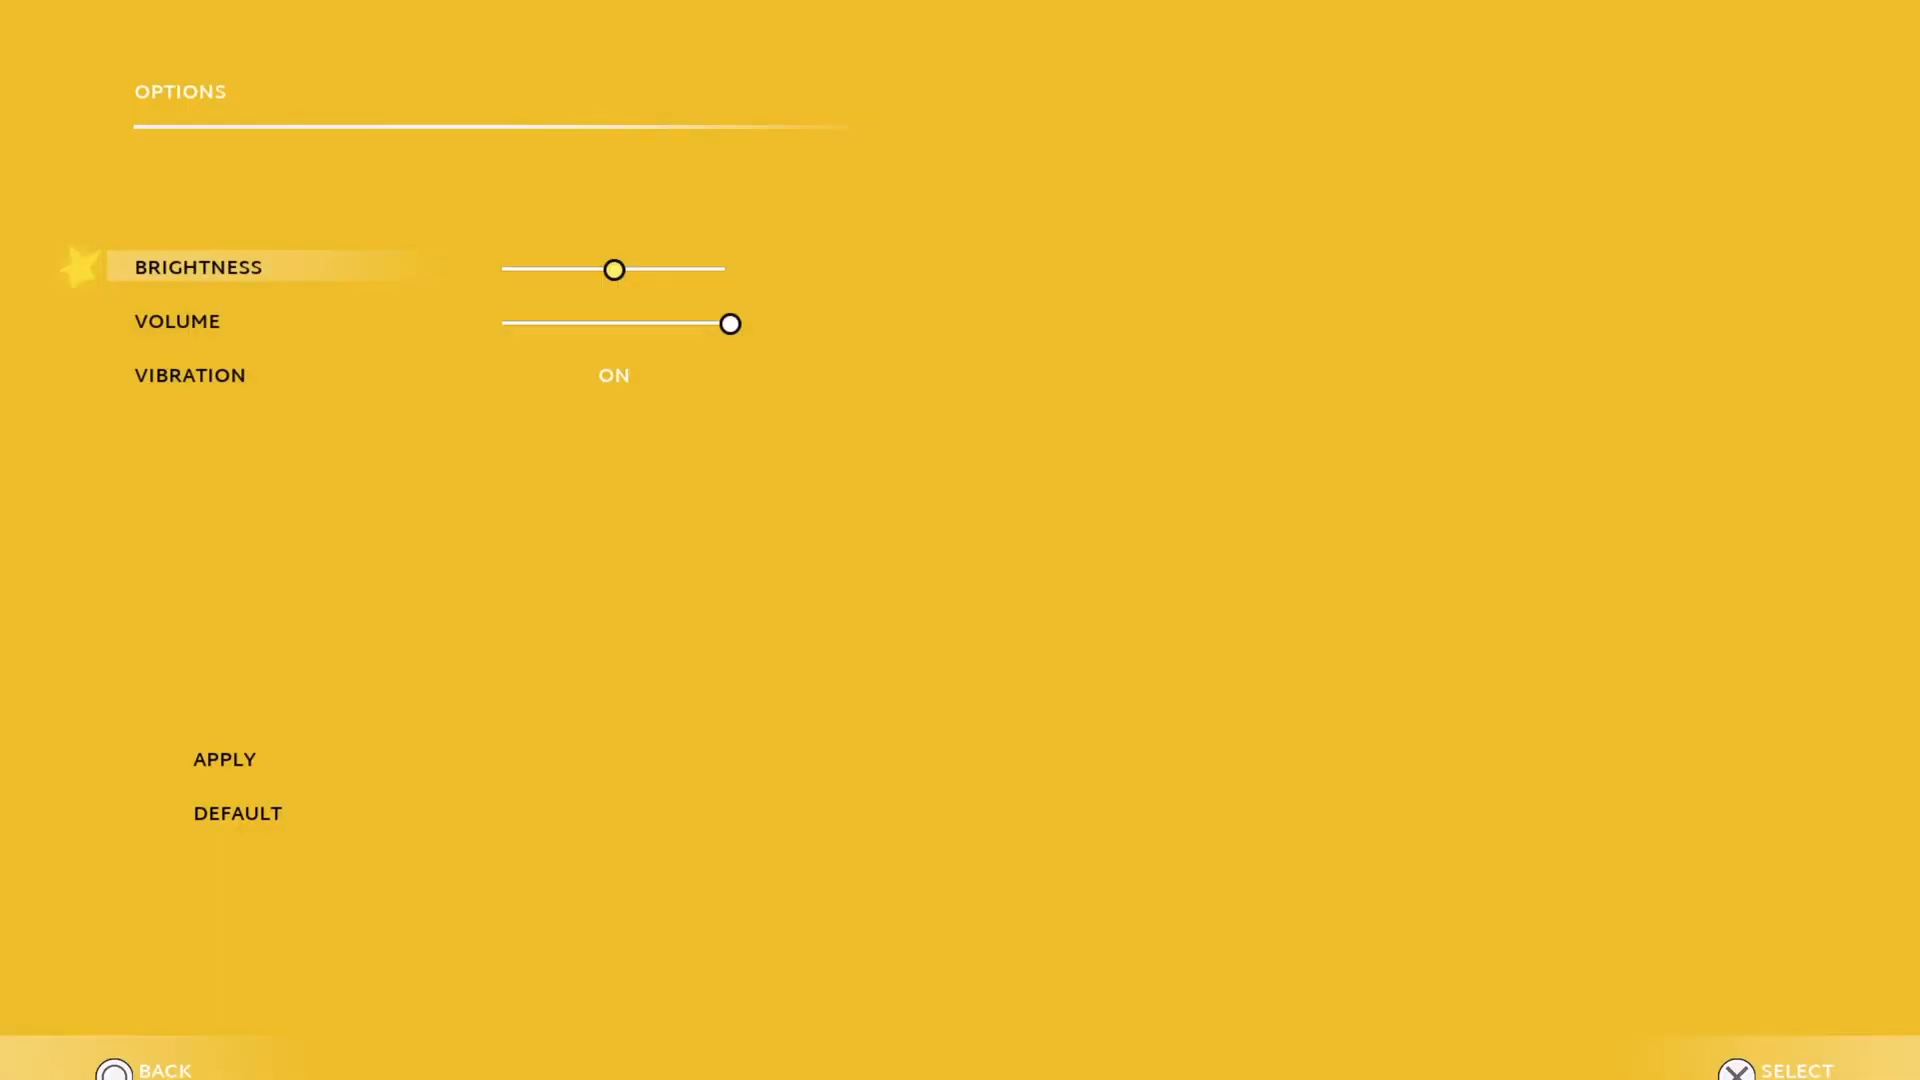 OPTIONS
BRIGHTNESS
VOLUME
VIBRATION ON
APPLY
DEFAULT
BACK SELECT